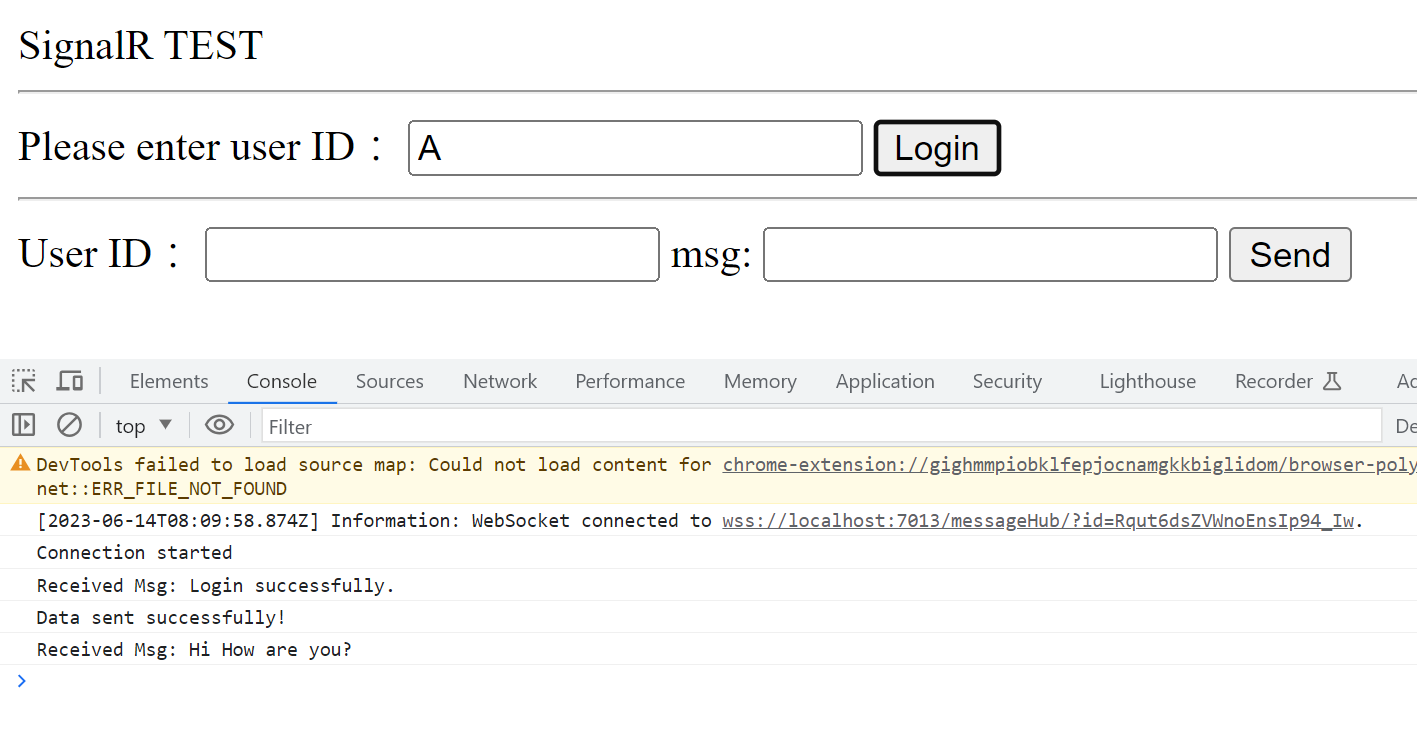 SignalR TEST
Please enter user ID： A Login
User ID： msg: Send
Elements Console Sources Network Performance Memory Application Security Lighthouse Recorder
top Filter
DevTools failed to load source map: Could not load content for chrome-extension://gighmmpiobklfepjocnamgkkbiglidom/browser-poly
net::ERR_FILE_NOT_FOUND
[2023-06-14T08:09:58.874Z] Information: WebSocket connected to wss://localhost:7013/messageHub/?id=Rqut6dsZVWnoEnsIp94_Iw.
Connection started
Received Msg: Login successfully.
Data sent successfully!
Received Msg: Hi How are you?